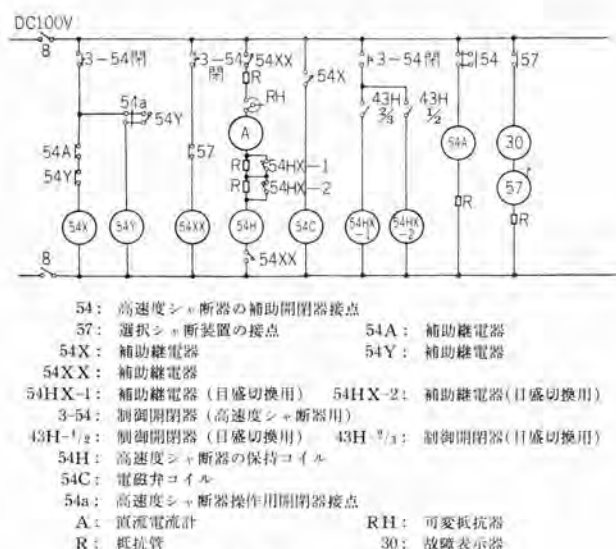 DC100V
8
3-54閉 3-54閉 54XX 54X 3-54閉 54 57
R
RH
43H 2/3 43H 1/2
54a 54Y
A
54A 30
54A 57
54Y
57
R 54HX-1
R 54HX-2
R R
54X 54Y 54XX 54H 54C 54HX-1 54HX-2
8
54XX
54: 高速度シャ断器の補助開閉器接点
57: 選択シャ断装置の接点 54A: 補助継電器
54X: 補助継電器 54Y: 補助継電器
54XX: 補助継電器
54HX-1: 補助継電器(目盛切換用) 54HX-2: 補助継電器(目盛切換用)
3-54: 制御開閉器(高速度シャ断器用)
43H-1/2: 制御開閉器(目盛切換用) 43H-2/3: 制御開閉器(目盛切換用)
54H: 高速度シャ断器の保持コイル
54C: 電磁弁コイル
54a: 高速度シャ断器操作用開閉器接点
A: 直流電流計 RH: 可変抵抗器
R: 抵抗管 30: 故障表示器